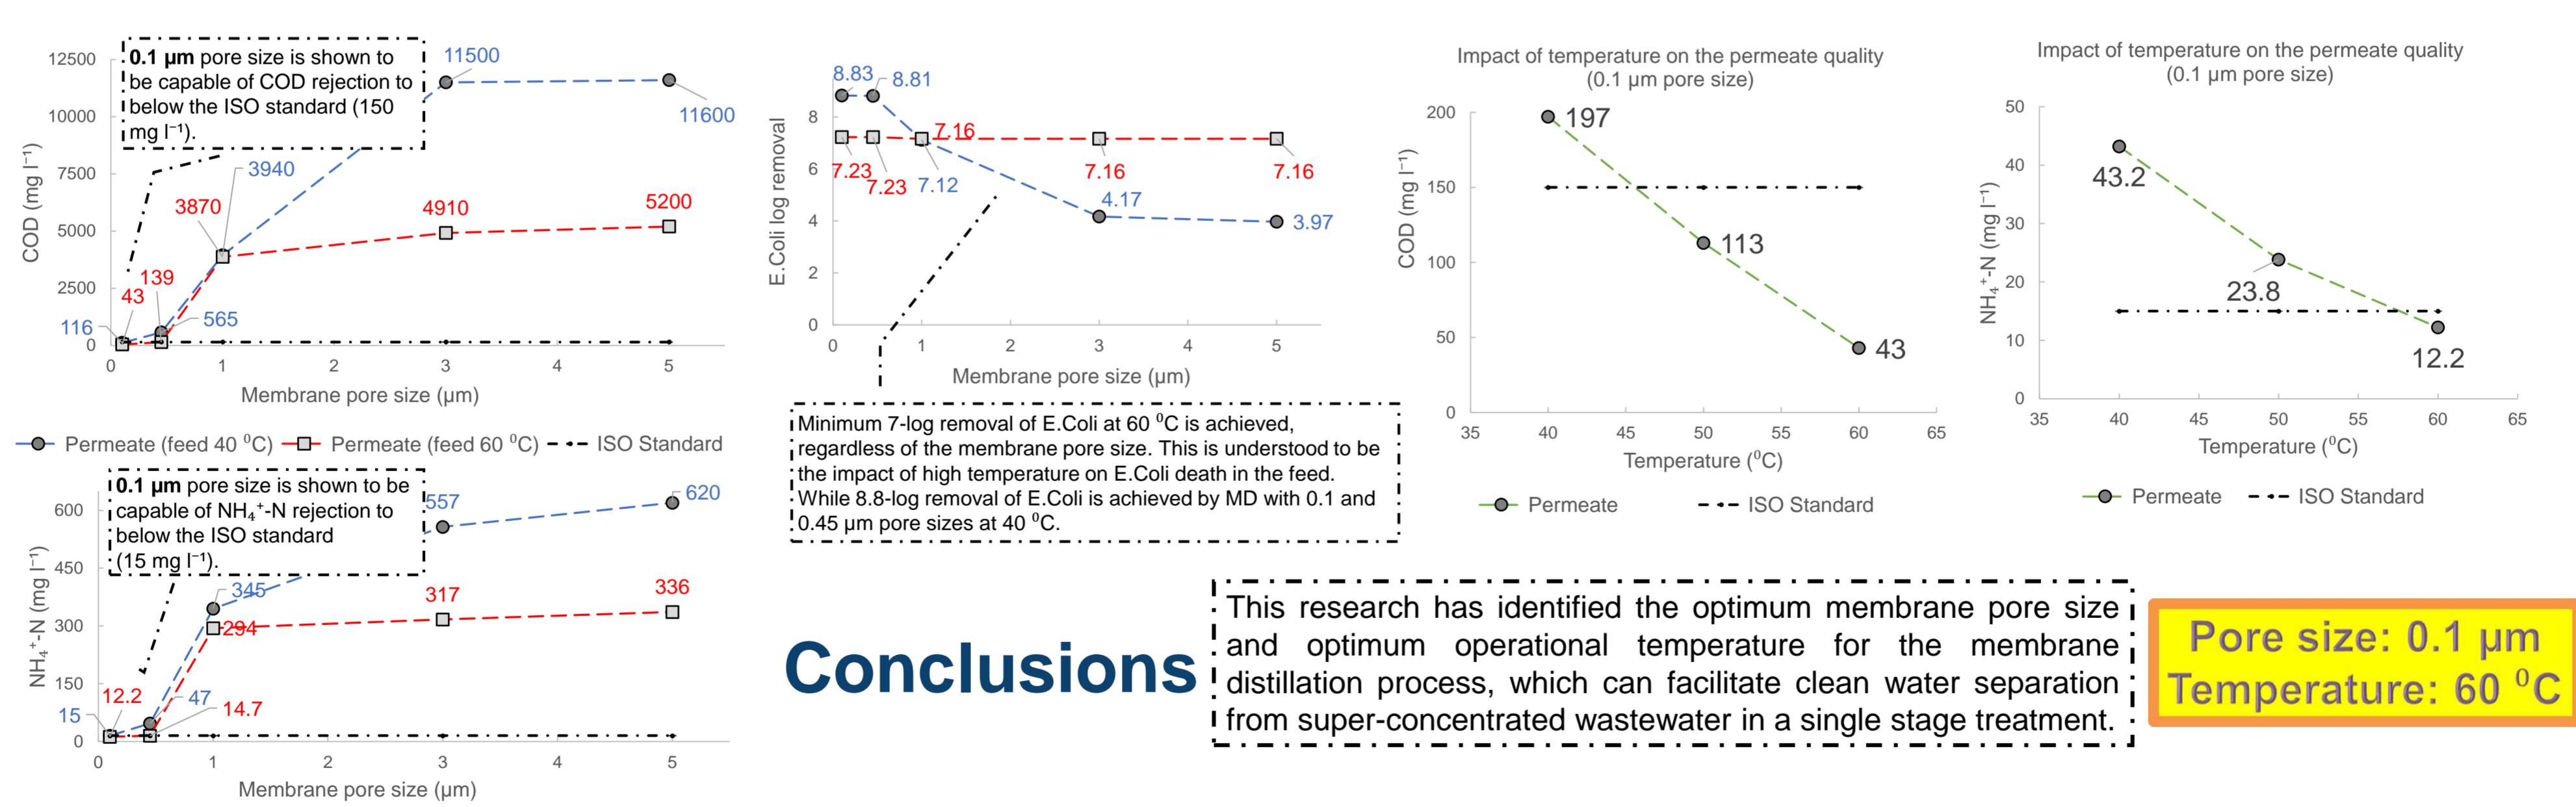 12500
10000
7500
5000
2500
0
COD (mg l⁻¹)
0.1 µm pore size is shown to
be capable of COD rejection to
below the ISO standard (150
mg l⁻¹).
11500
11600
3940
3870
4910
5200
139
43
116
565
0 1 2 3 4 5
Membrane pore size (µm)
Permeate (feed 40 ⁰C) Permeate (feed 60 ⁰C) ISO Standard
600
450
300
150
0
NH₄⁺-N (mg l⁻¹)
0.1 µm pore size is shown to be
capable of NH₄⁺-N rejection to
below the ISO standard
(15 mg l⁻¹).
557
620
345
294
317
336
12.2
15
47
14.7
0 1 2 3 4 5
Membrane pore size (µm)
8
6
4
2
0
E.Coli log removal
8.83
8.81
7.16
7.23
7.23
7.12
7.16
7.16
4.17
3.97
0 1 2 3 4 5
Membrane pore size (µm)
Minimum 7-log removal of E.Coli at 60 ⁰C is achieved,
regardless of the membrane pore size. This is understood to be
the impact of high temperature on E.Coli death in the feed.
While 8.8-log removal of E.Coli is achieved by MD with 0.1 and
0.45 µm pore sizes at 40 ⁰C.
Impact of temperature on the permeate quality
(0.1 µm pore size)
200
150
100
50
0
COD (mg l⁻¹)
197
113
43
35 40 45 50 55 60 65
Temperature (⁰C)
Permeate ISO Standard
Impact of temperature on the permeate quality
(0.1 µm pore size)
50
40
30
20
10
0
NH₄⁺-N (mg l⁻¹)
43.2
23.8
12.2
35 40 45 50 55 60 65
Temperature (⁰C)
Permeate ISO Standard
Conclusions
This research has identified the optimum membrane pore size
and optimum operational temperature for the membrane
distillation process, which can facilitate clean water separation
from super-concentrated wastewater in a single stage treatment.
Pore size: 0.1 µm
Temperature: 60 ⁰C